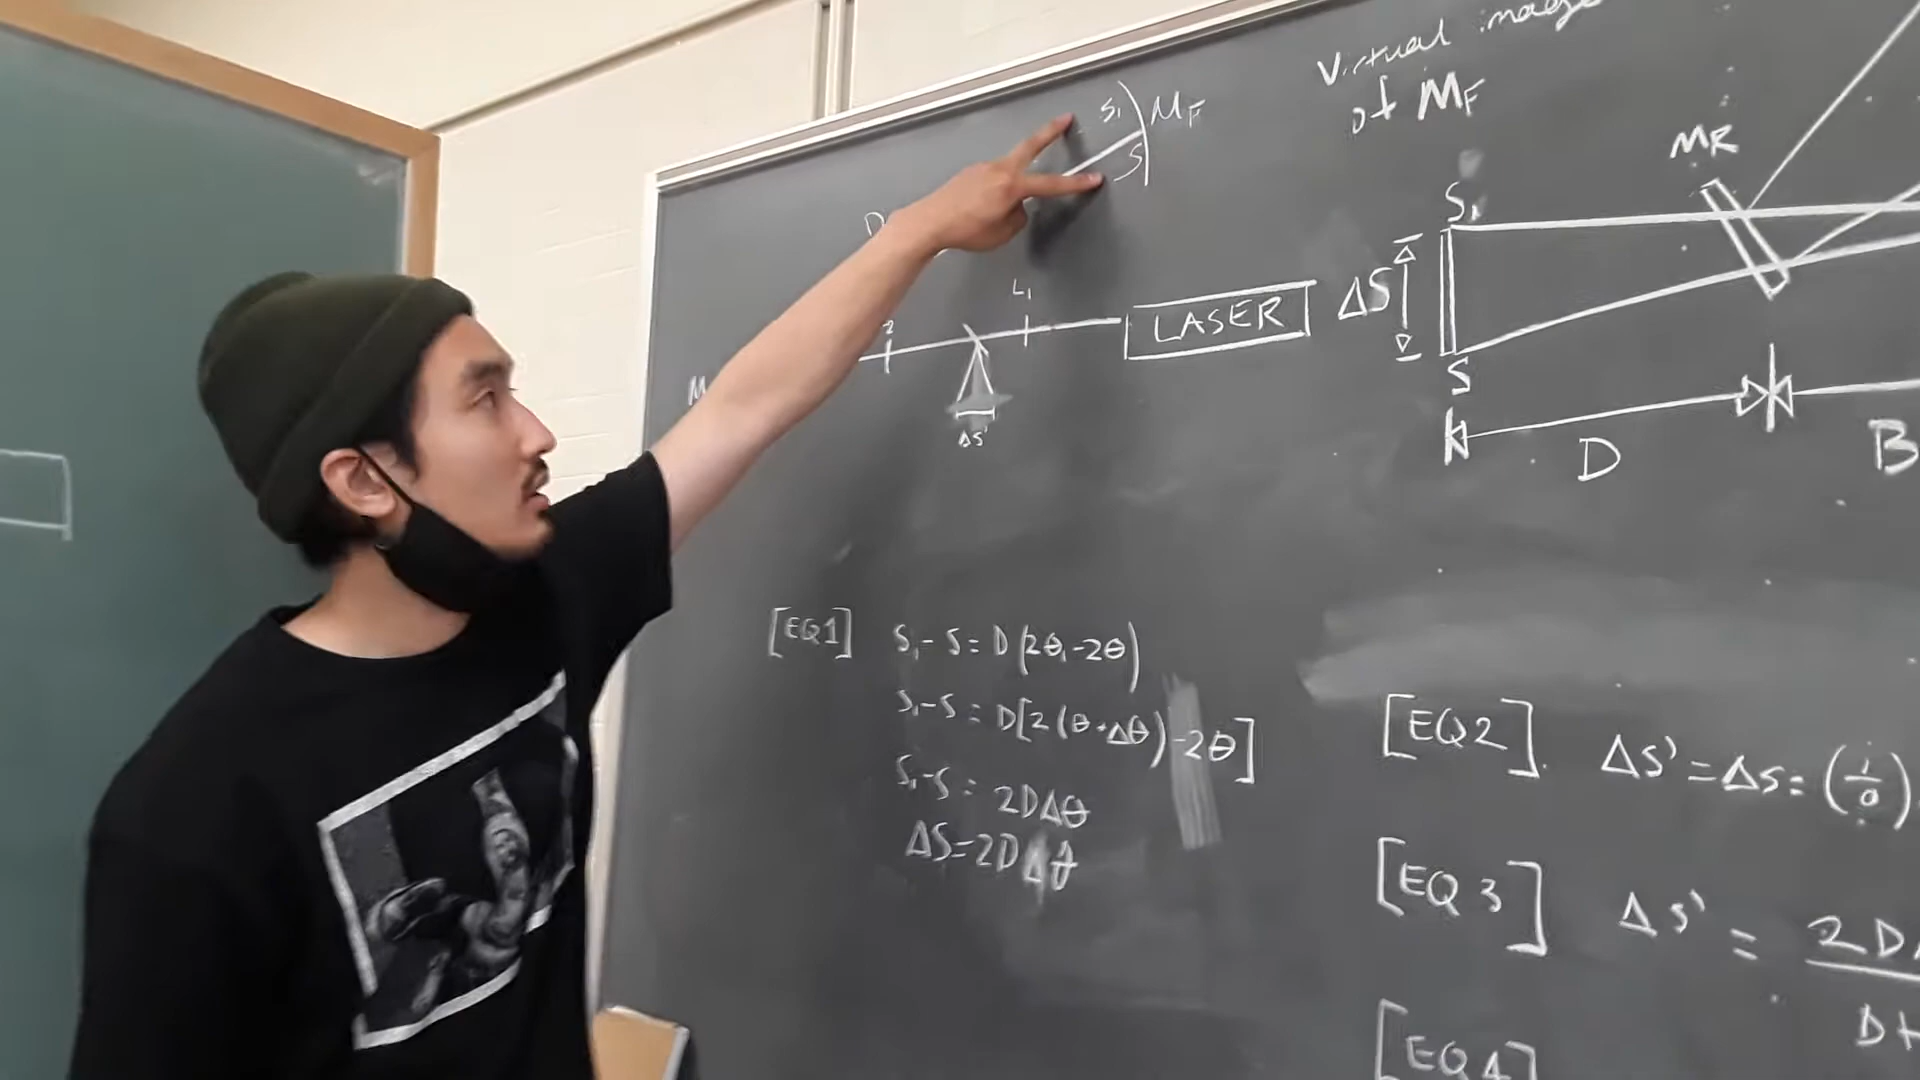 Virtual image
of MF
S₁
MF
S
MR
S₁
D
L₁
LASER
ΔS
2
M
S
ΔS'
D
B
[EQ1] S₁-S=D(2θ₁-2θ)
S₁-S=D[2(θ+Δθ)-2θ]
S₁-S=2DΔθ
ΔS=2DΔθ
[EQ2] ΔS'=ΔS=(i/o)
[EQ3] ΔS'=2D
D+
[EQ4]